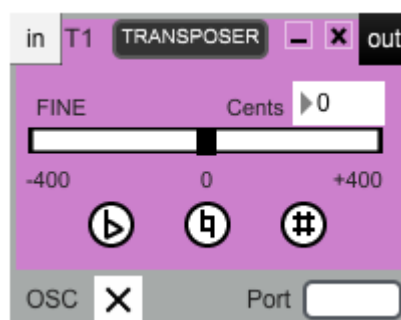 in T1 TRANSPOSER out
FINE Cents 0
-400 0 +400
♭ ♮ #
OSC X Port